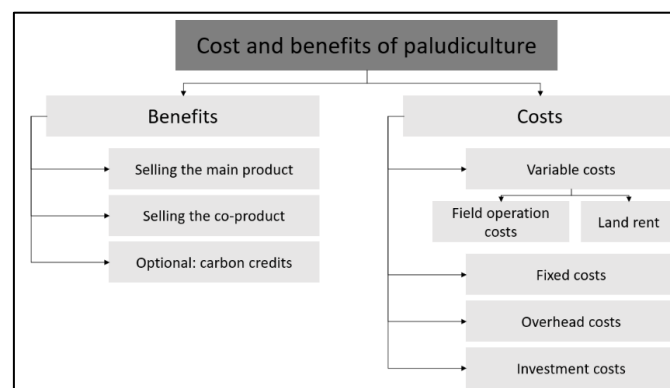 Cost and benefits of paludiculture
Benefits
Selling the main product
Selling the co-product
Optional: carbon credits
Costs
Variable costs
Field operation
costs
Land rent
Fixed costs
Overhead costs
Investment costs